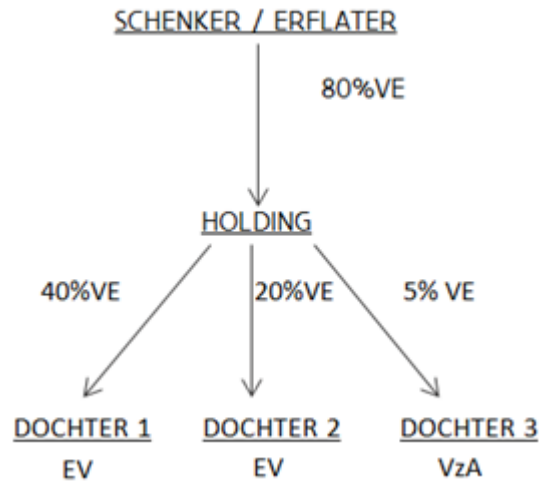 SCHENKER / ERFLATER
80%VE
HOLDING
40%VE 20%VE 5% VE
DOCHTER 1 DOCHTER 2 DOCHTER 3
EV EV VzA